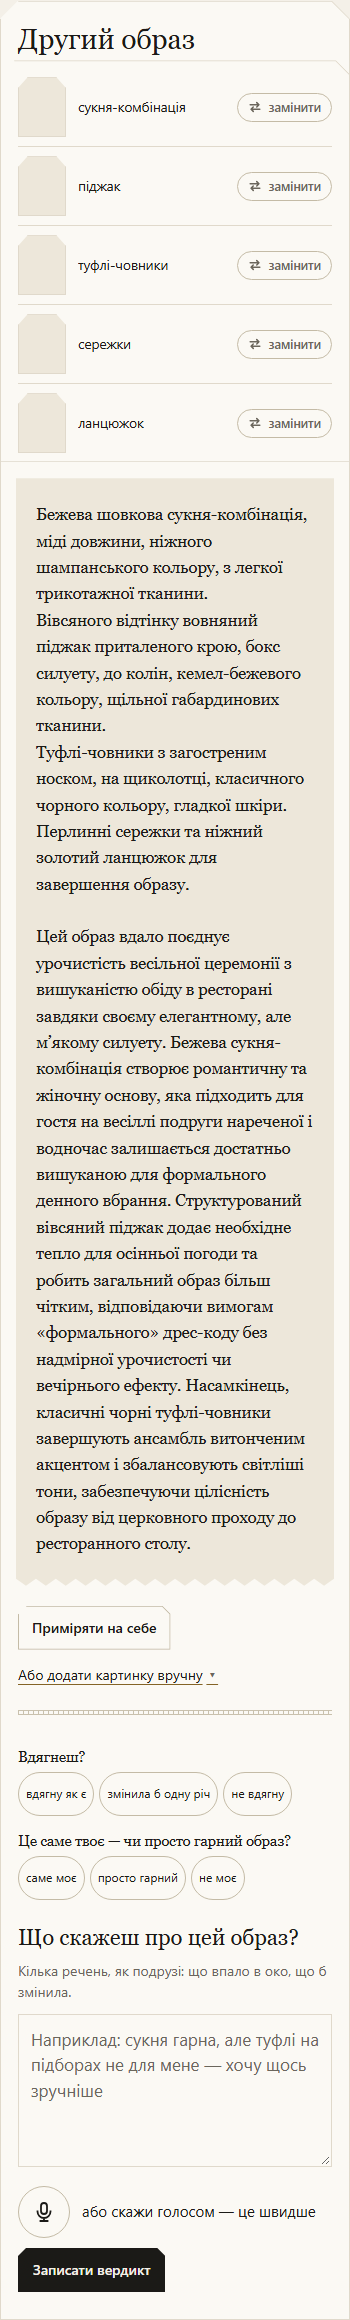 Другий образ
сукня-комбінація
замінити
піджак
замінити
туфлі-човники
замінити
сережки
замінити
ланцюжок
замінити
Бежева шовкова сукня-комбінація,
міді довжини, ніжного
шампанського кольору, з легкої
трикотажної тканини.
Вівсяного відтінку вовняний
піджак приталеного крою, бокс
силуету, до колін, кемел-бежевого
кольору, щільної габардинових
тканини.
Туфлі-човники з загостреним
носком, на щиколотці, класичного
чорного кольору, гладкої шкіри.
Перлинні сережки та ніжний
золотий ланцюжок для
завершення образу.

Цей образ вдало поєднує
урочистість весільної церемонії з
вишуканістю обіду в ресторані
завдяки своєму елегантному, але
м’якому силуету. Бежева сукня-
комбінація створює романтичну та
жіночну основу, яка підходить для
гостя на весіллі подруги нареченої і
водночас залишається достатньо
вишуканою для формального
денного вбрання. Структурований
вівсяний піджак додає необхідне
тепло для осінньої погоди та
робить загальний образ більш
чітким, відповідаючи вимогам
«формального» дрес-коду без
надмірної урочистості чи
вечірнього ефекту. Насамкінець,
класичні чорні туфлі-човники
завершують ансамбль витонченим
акцентом і збалансовують світліші
тони, забезпечуючи цілісність
образу від церковного проходу до
ресторанного столу.
Приміряти на себе
Або додати картинку вручну
Вдягнеш?
вдягну як є
змінила б одну річ
не вдягну
Це саме твоє — чи просто гарний образ?
саме моє
просто гарний
не моє
Що скажеш про цей образ?
Кілька речень, як подрузі: що впало в око, що б
змінила.
Наприклад: сукня гарна, але туфлі на
підборах не для мене — хочу щось
зручніше
або скажи голосом — це швидше
Записати вердикт